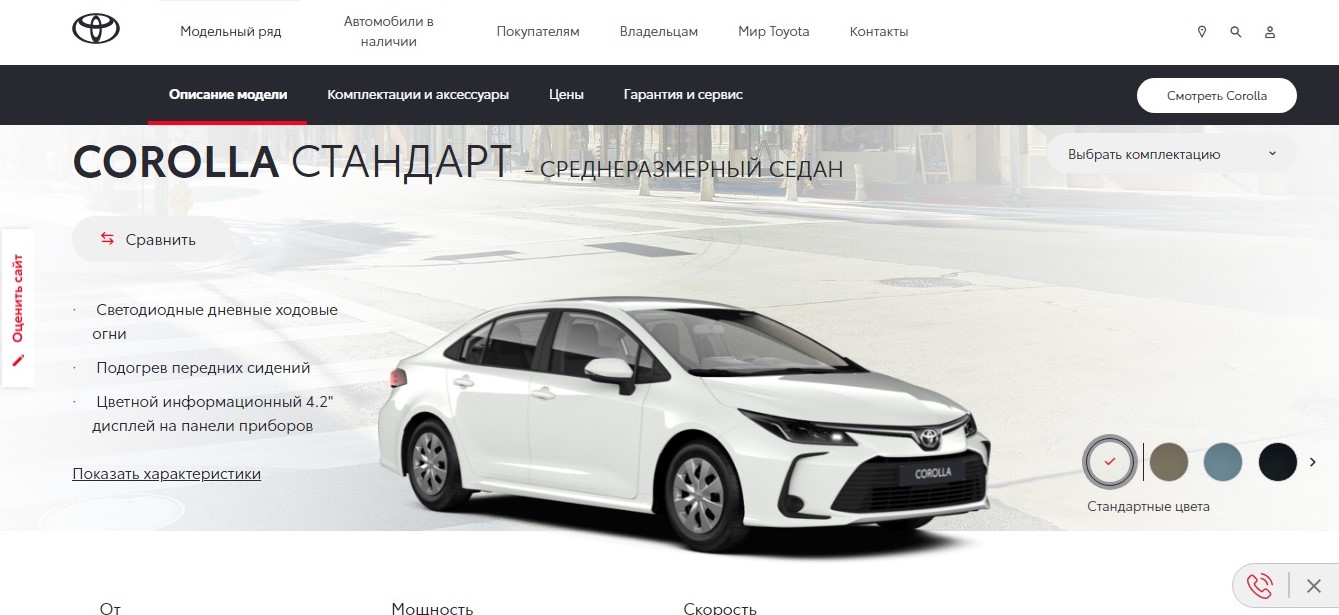 Модельный ряд
Автомобили в
наличии
Покупателям
Владельцам
Мир Toyota
Контакты
Описание модели
Комплектации и аксессуары
Цены
Гарантия и сервис
Смотреть Corolla
COROLLA СТАНДАРТ - СРЕДНЕРАЗМЕРНЫЙ СЕДАН
Выбрать комплектацию
Сравнить
Оценить сайт
· Светодиодные дневные ходовые
огни
· Подогрев передних сидений
· Цветной информационный 4.2"
дисплей на панели приборов
Показать характеристики
COROLLA
Стандартные цвета
От
Мощность
Скорость